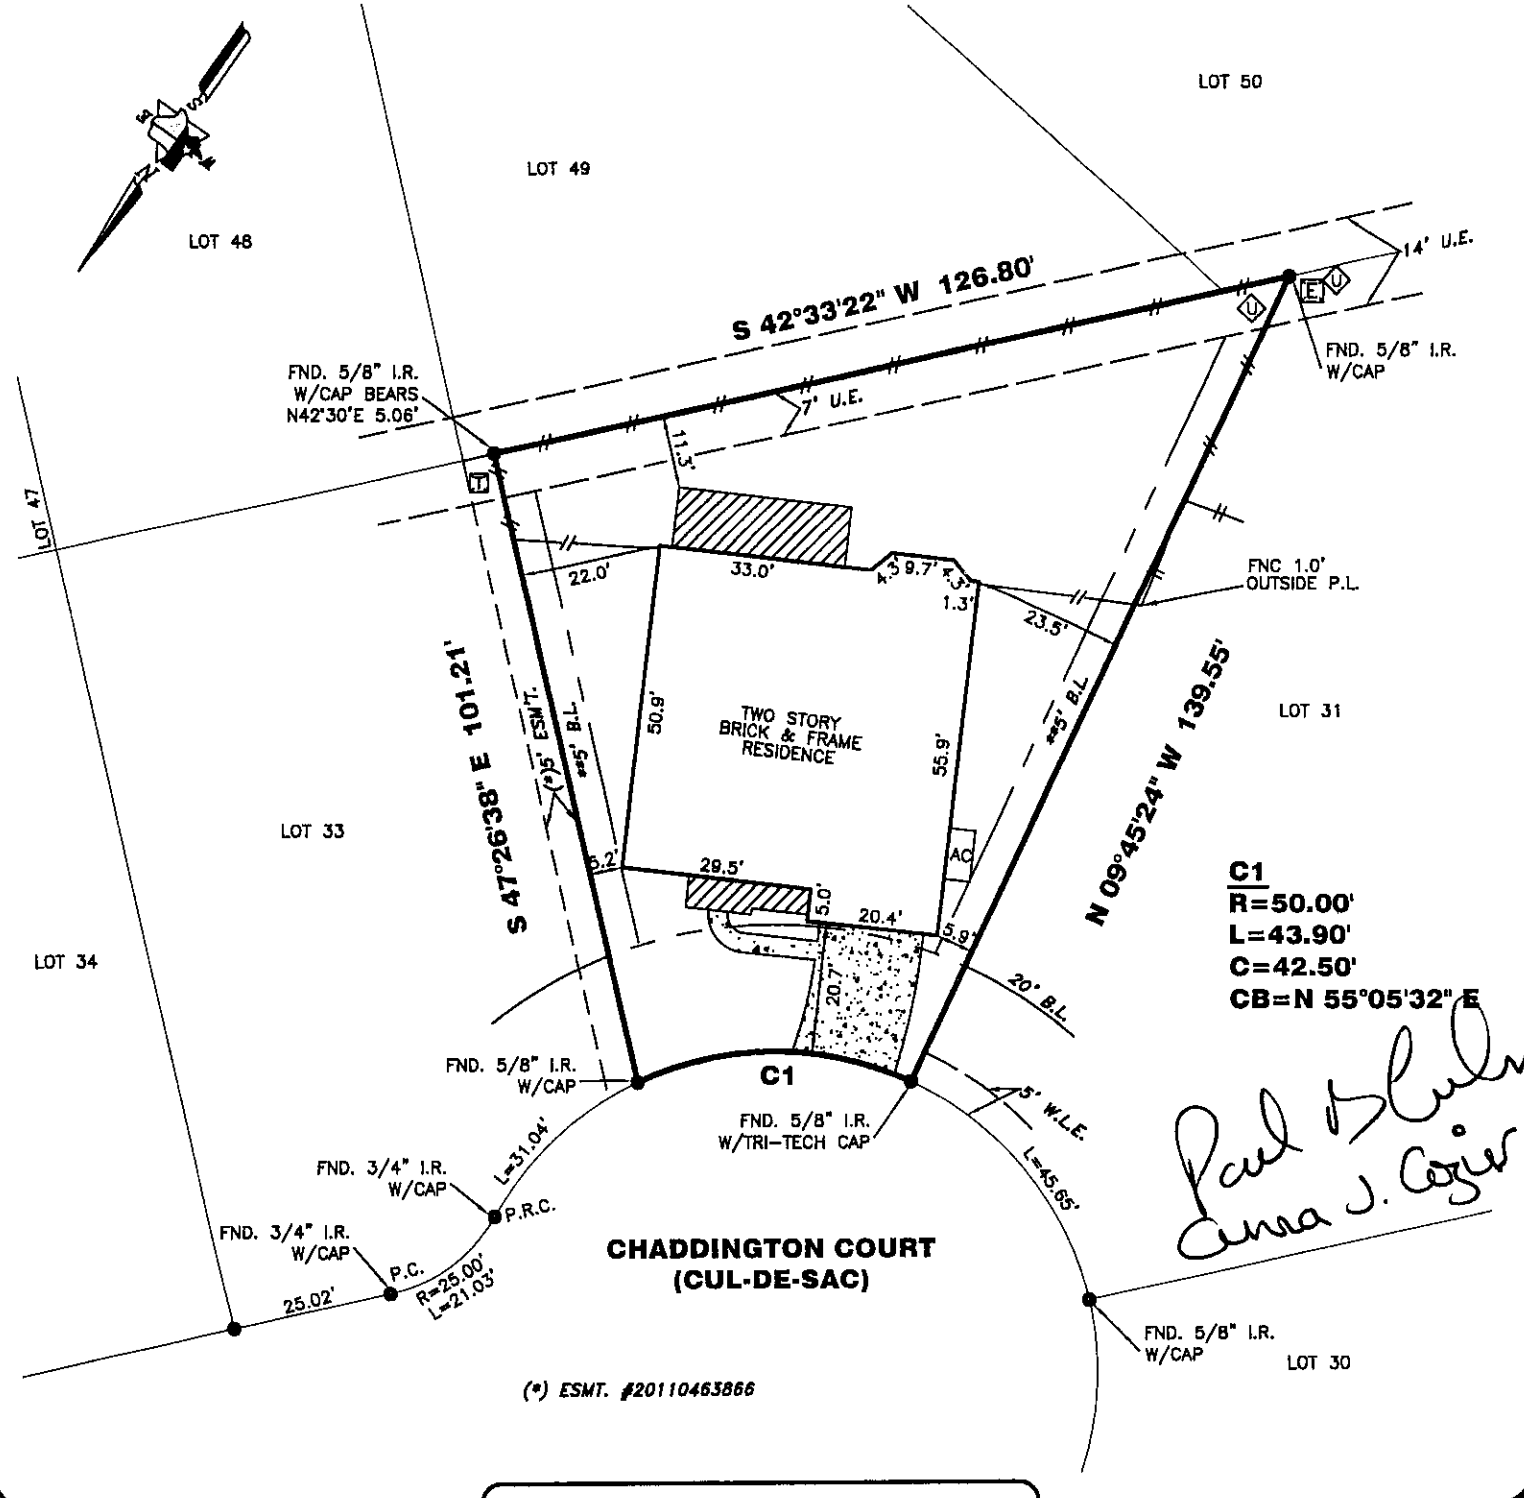 LOT 50
LOT 49
LOT 48
E
S
N
W
14' U.E.
S 42°33'22" W 126.80'
U
E
U
FND. 5/8" I.R.
W/CAP
FND. 5/8" I.R.
W/CAP BEARS
N42°30'E 5.06'
7' U.E.
11.3'
T
LOT 47
22.0'
33.0'
4.3'
9.7'
4.3'
1.3'
23.5'
FNC 1.0'
OUTSIDE P.L.
S 47°26'38" E 101.21'
(*)5' ESM'T.
**5' B.L.
50.9'
TWO STORY
BRICK & FRAME
RESIDENCE
55.9'
**5' B.L.
N 09°45'24" W 139.55'
LOT 31
LOT 33
5.2'
29.5'
AC
5.0'
20.4'
5.9'
C1
R=50.00'
L=43.90'
C=42.50'
CB=N 55°05'32" E
LOT 34
20.7'
20' B.L.
FND. 5/8" I.R.
W/CAP
C1
5' W.L.E.
FND. 5/8" I.R.
W/TRI-TECH CAP
L=31.04'
L=45.65'
Paul B
Anna J. Cozier
FND. 3/4" I.R.
W/CAP
P.R.C.
FND. 3/4" I.R.
W/CAP
P.C.
R=25.00'
L=21.03'
25.02'
CHADDINGTON COURT
(CUL-DE-SAC)
FND. 5/8" I.R.
W/CAP
LOT 30
(*) ESMT. #20110463866